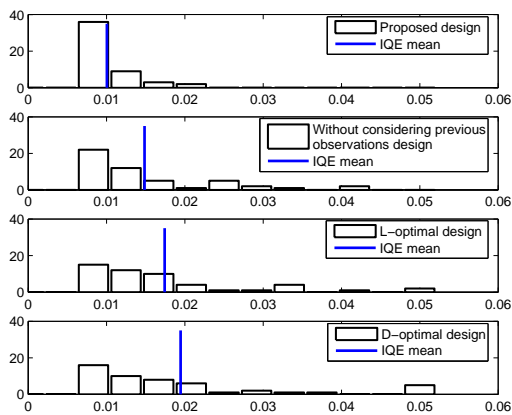 40
Proposed design
IQE mean
20
0
0 0.01 0.02 0.03 0.04 0.05 0.06
40
Without considering previous
observations design
IQE mean
20
0
0 0.01 0.02 0.03 0.04 0.05 0.06
40
L−optimal design
IQE mean
20
0
0 0.01 0.02 0.03 0.04 0.05 0.06
40
D−optimal design
IQE mean
20
0
0 0.01 0.02 0.03 0.04 0.05 0.06